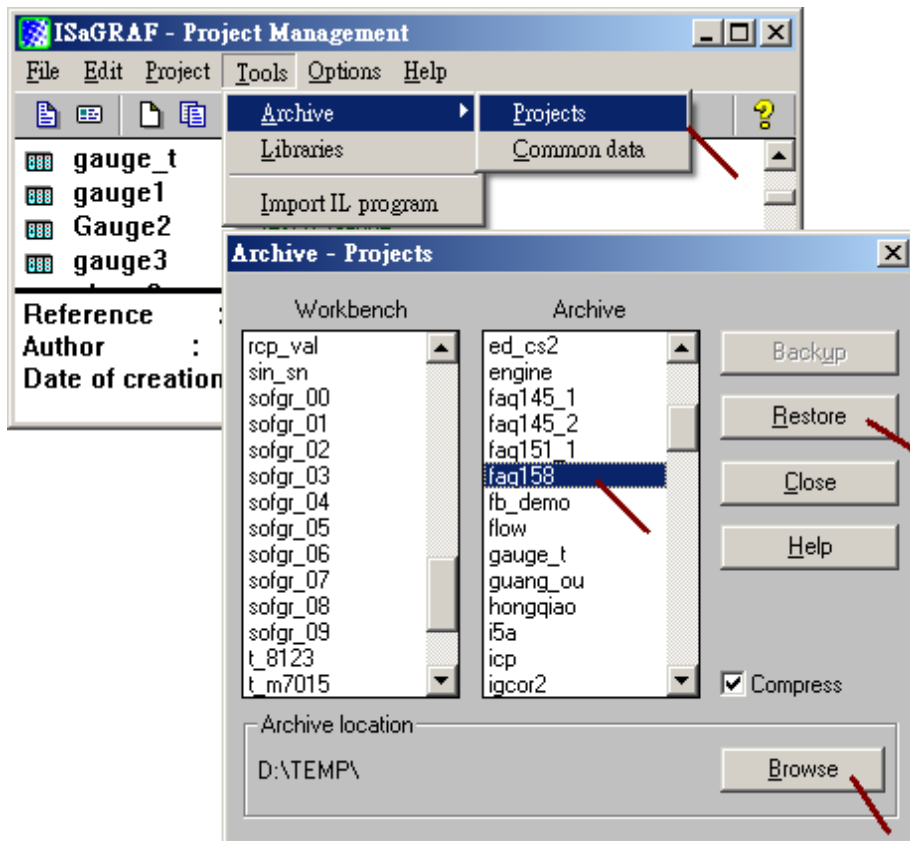 ISaGRAF - Project Management
File Edit Project Tools Options Help
Archive
Projects
Libraries
Common data
Import IL program
gauge_t
gauge1
Gauge2
gauge3
Reference :
Author :
Date of creation
Archive - Projects
Workbench
rcp_val
sin_sn
sofgr_00
sofgr_01
sofgr_02
sofgr_03
sofgr_04
sofgr_05
sofgr_06
sofgr_07
sofgr_08
sofgr_09
t_8123
t_m7015
Archive
ed_cs2
engine
faq145_1
faq145_2
faq151_1
faq158
fb_demo
flow
gauge_t
guang_ou
hongqiao
i5a
icp
igcor2
Backup
Restore
Close
Help
Compress
Archive location
D:\TEMP\
Browse